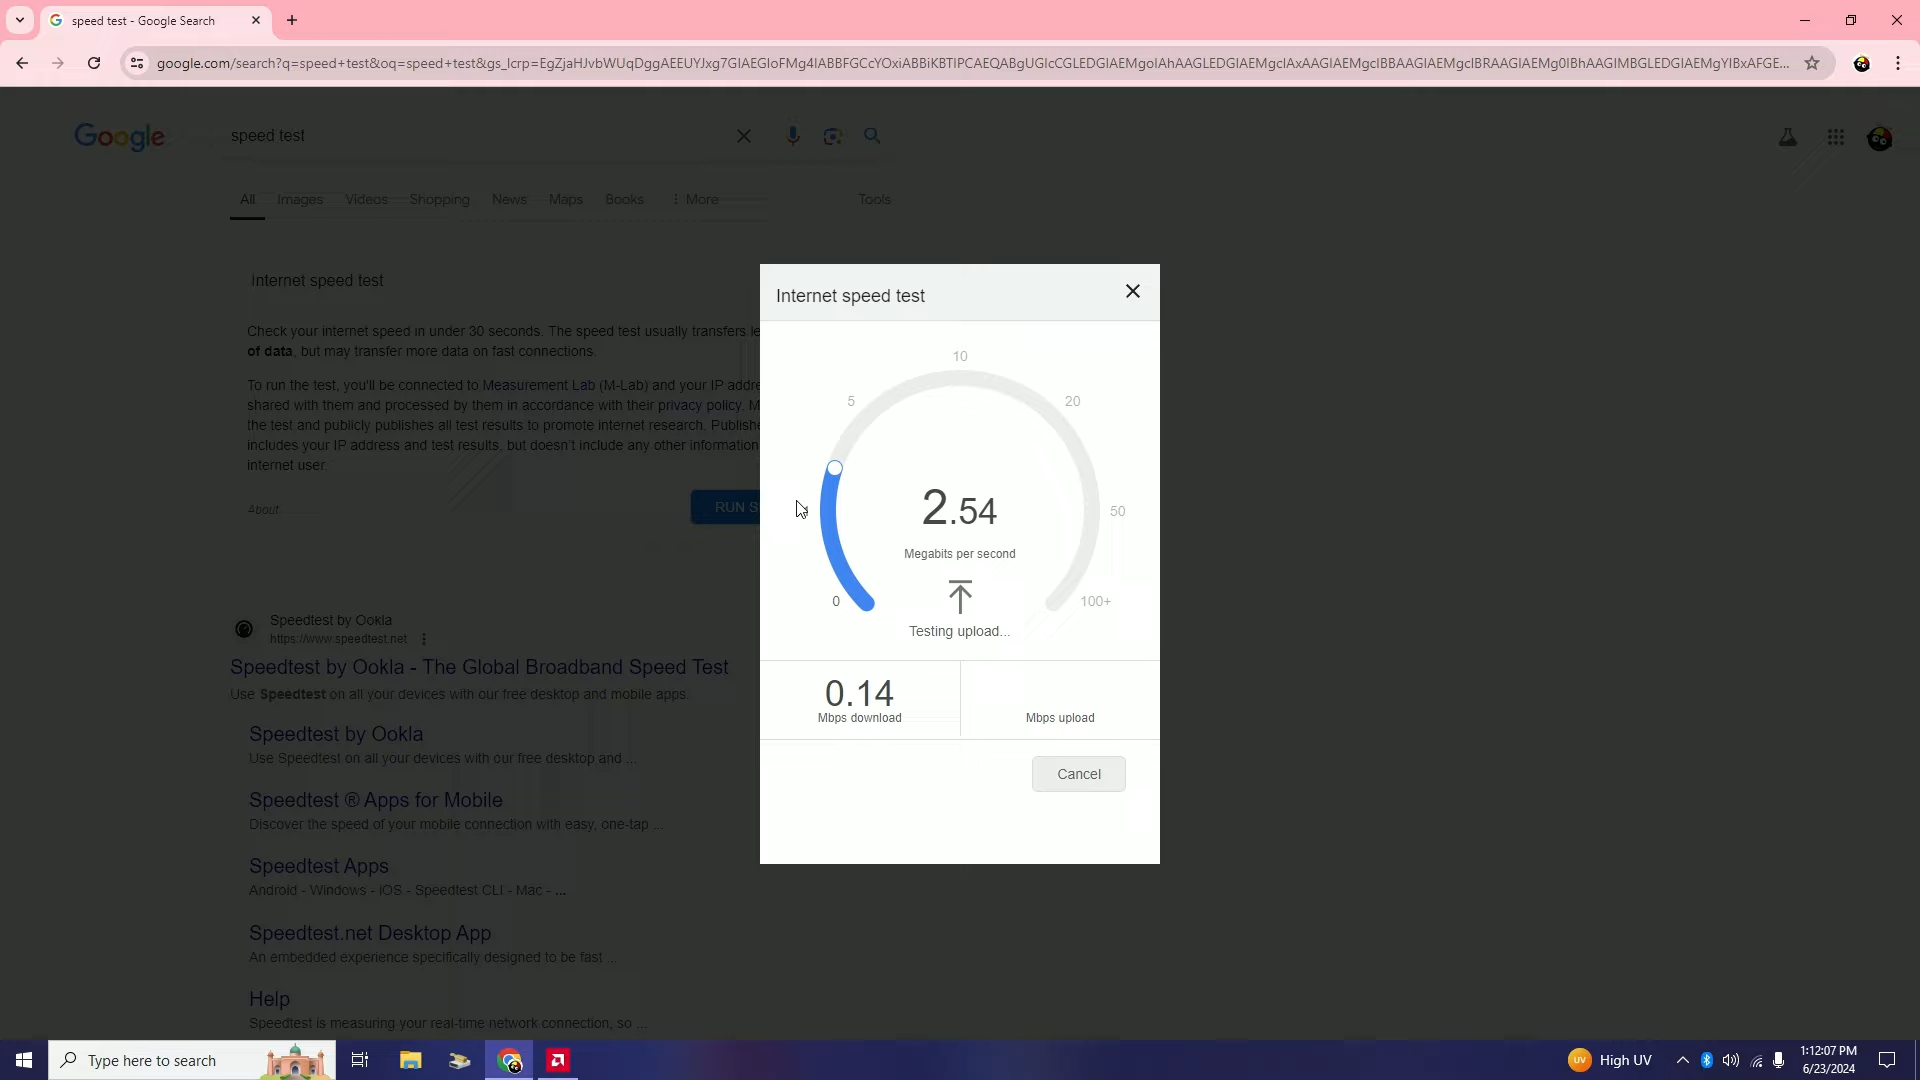 speed test - Google Search
google.com/search?q=speed+test&oq=speed+test&gs_lcrp=
Google
speed test
All Images Videos Shopping News Maps Books More Tools
Internet speed test
Check your internet speed in under 30 seconds. The speed test usually transfers
of data, but may transfer more data on fast connections.
To run the test, you'll be connected to Measurement Lab (M-Lab) and your IP
shared with them and processed by them in accordance with their privacy policy.
the test and publicly publishes all test results to promote internet research.
includes your IP address and test results, but doesn't include any other information
internet user.
About
RUN
Speedtest by Ookla
https://www.speedtest.net
Speedtest by Ookla - The Global Broadband Speed Test
Use Speedtest on all your devices with our free desktop and mobile apps.
Speedtest by Ookla
Use Speedtest on all your devices with our free desktop and ...
Speedtest ® Apps for Mobile
Discover the speed of your mobile connection with easy, one-tap ...
Speedtest Apps
Android - Windows - iOS - Speedtest CLI - Mac - ...
Speedtest.net Desktop App
An embedded experience specifically designed to be fast ...
Help
Speedtest is measuring your real-time network connection, so ...
Internet speed test
10
5
20
50
0
100+
2.54
Megabits per second
Testing upload...
0.14
Mbps download
Mbps upload
Cancel
Type here to search
UV
High UV
1:12:07 PM
6/23/2024